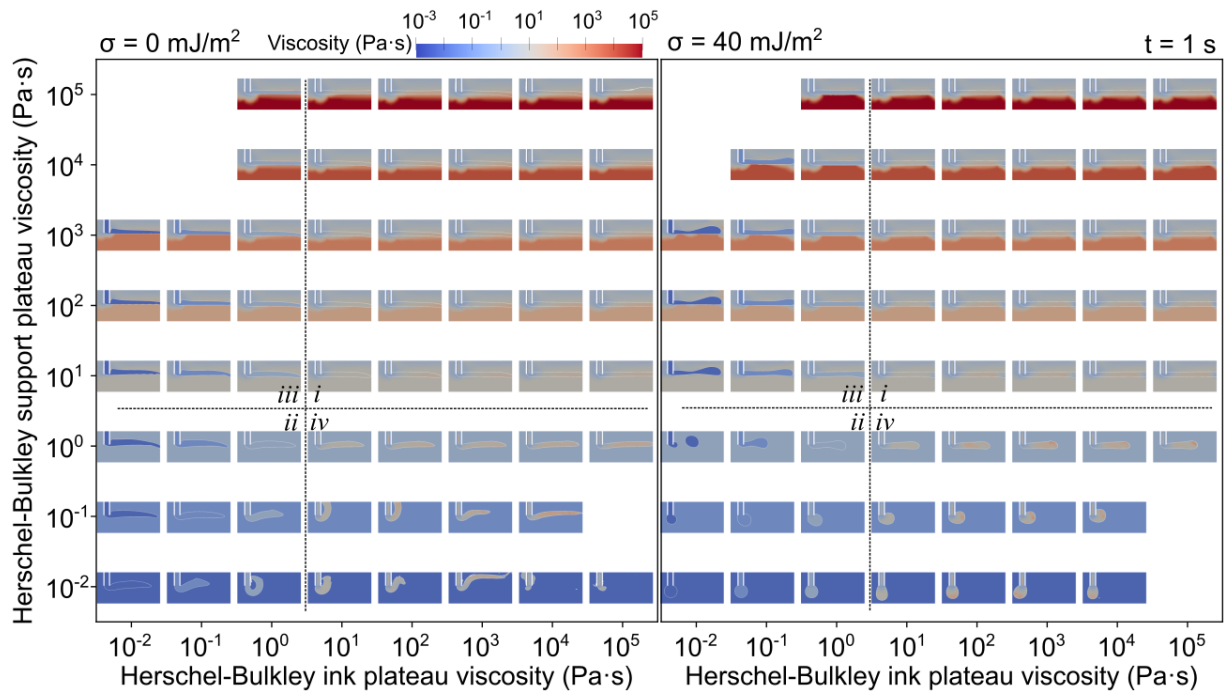 σ = 0 mJ/m²
Viscosity (Pa·s)
10⁻³ 10⁻¹ 10¹ 10³ 10⁵
σ = 40 mJ/m²
t = 1 s
Herschel-Bulkley support plateau viscosity (Pa·s)
10⁵
10⁴
10³
10²
10¹
10⁰
10⁻¹
10⁻²
iii i
ii iv
iii i
ii iv
10⁻² 10⁻¹ 10⁰ 10¹ 10² 10³ 10⁴ 10⁵
Herschel-Bulkley ink plateau viscosity (Pa·s)
10⁻² 10⁻¹ 10⁰ 10¹ 10² 10³ 10⁴ 10⁵
Herschel-Bulkley ink plateau viscosity (Pa·s)